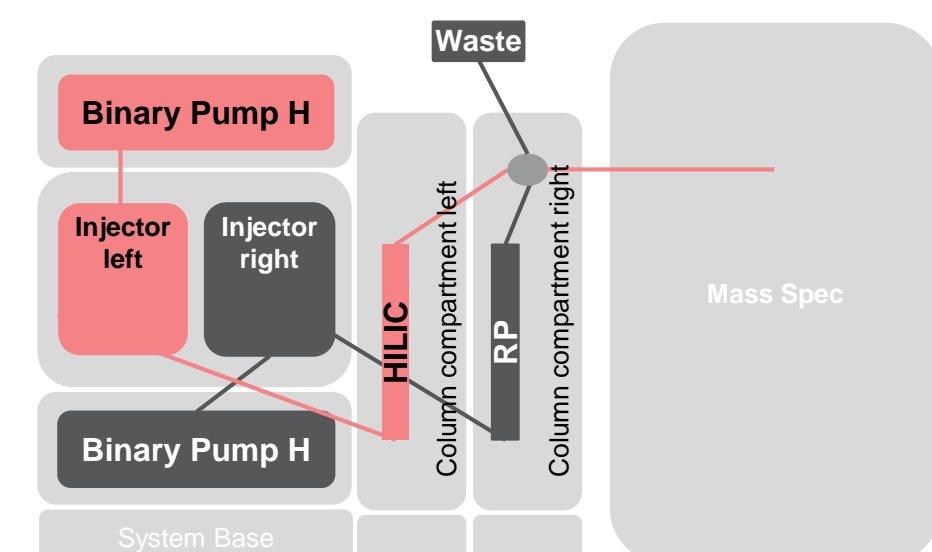 Waste
Binary Pump H
Injector
left
Injector
right
HILIC
Column compartment left
RP
Column compartment right
Mass Spec
Binary Pump H
System Base